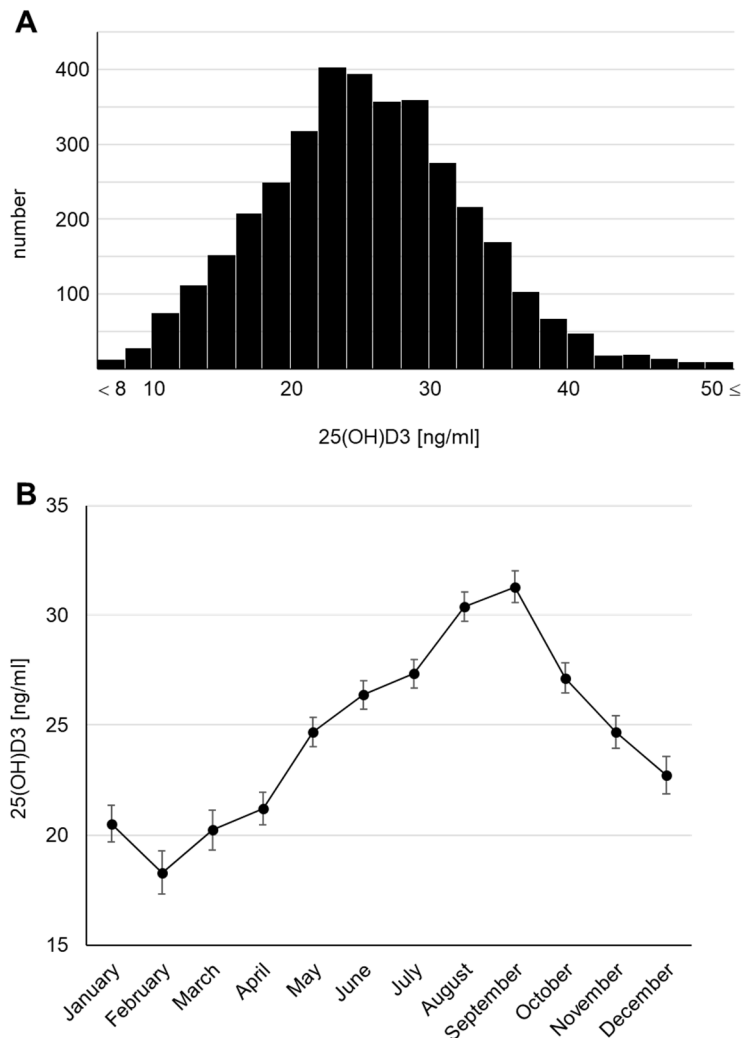 A
400
300
200
100
number
< 8 10 20 30 40 50 ≤
25(OH)D3 [ng/ml]
B
35
30
25
20
15
25(OH)D3 [ng/ml]
January February March April May June July August September October November December